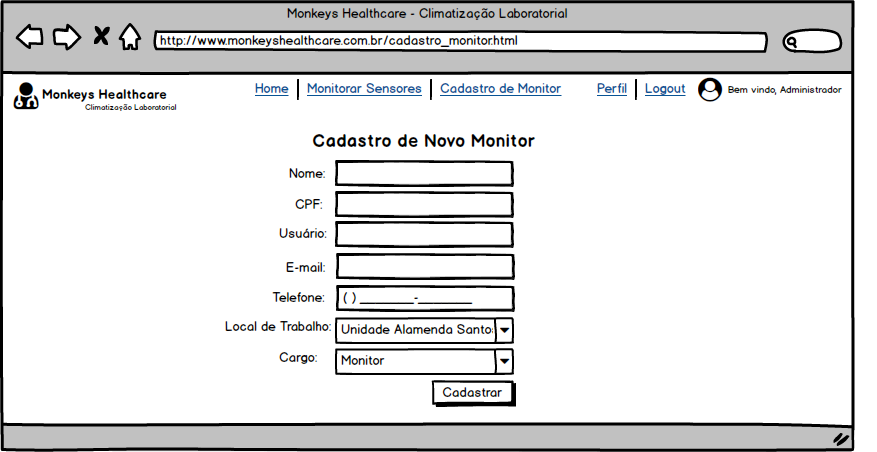 Monkeys Healthcare - Climatização Laboratorial
http://www.monkeyshealthcare.com.br/cadastro_monitor.html
Monkeys Healthcare
Climatização Laboratorial
Home | Monitorar Sensores | Cadastro de Monitor Perfil | Logout Bem vindo, Administrador
Cadastro de Novo Monitor
Nome:
CPF:
Usuário:
E-mail:
Telefone: ( ) ________-________
Local de Trabalho: Unidade Alamenda Santos
Cargo: Monitor
Cadastrar